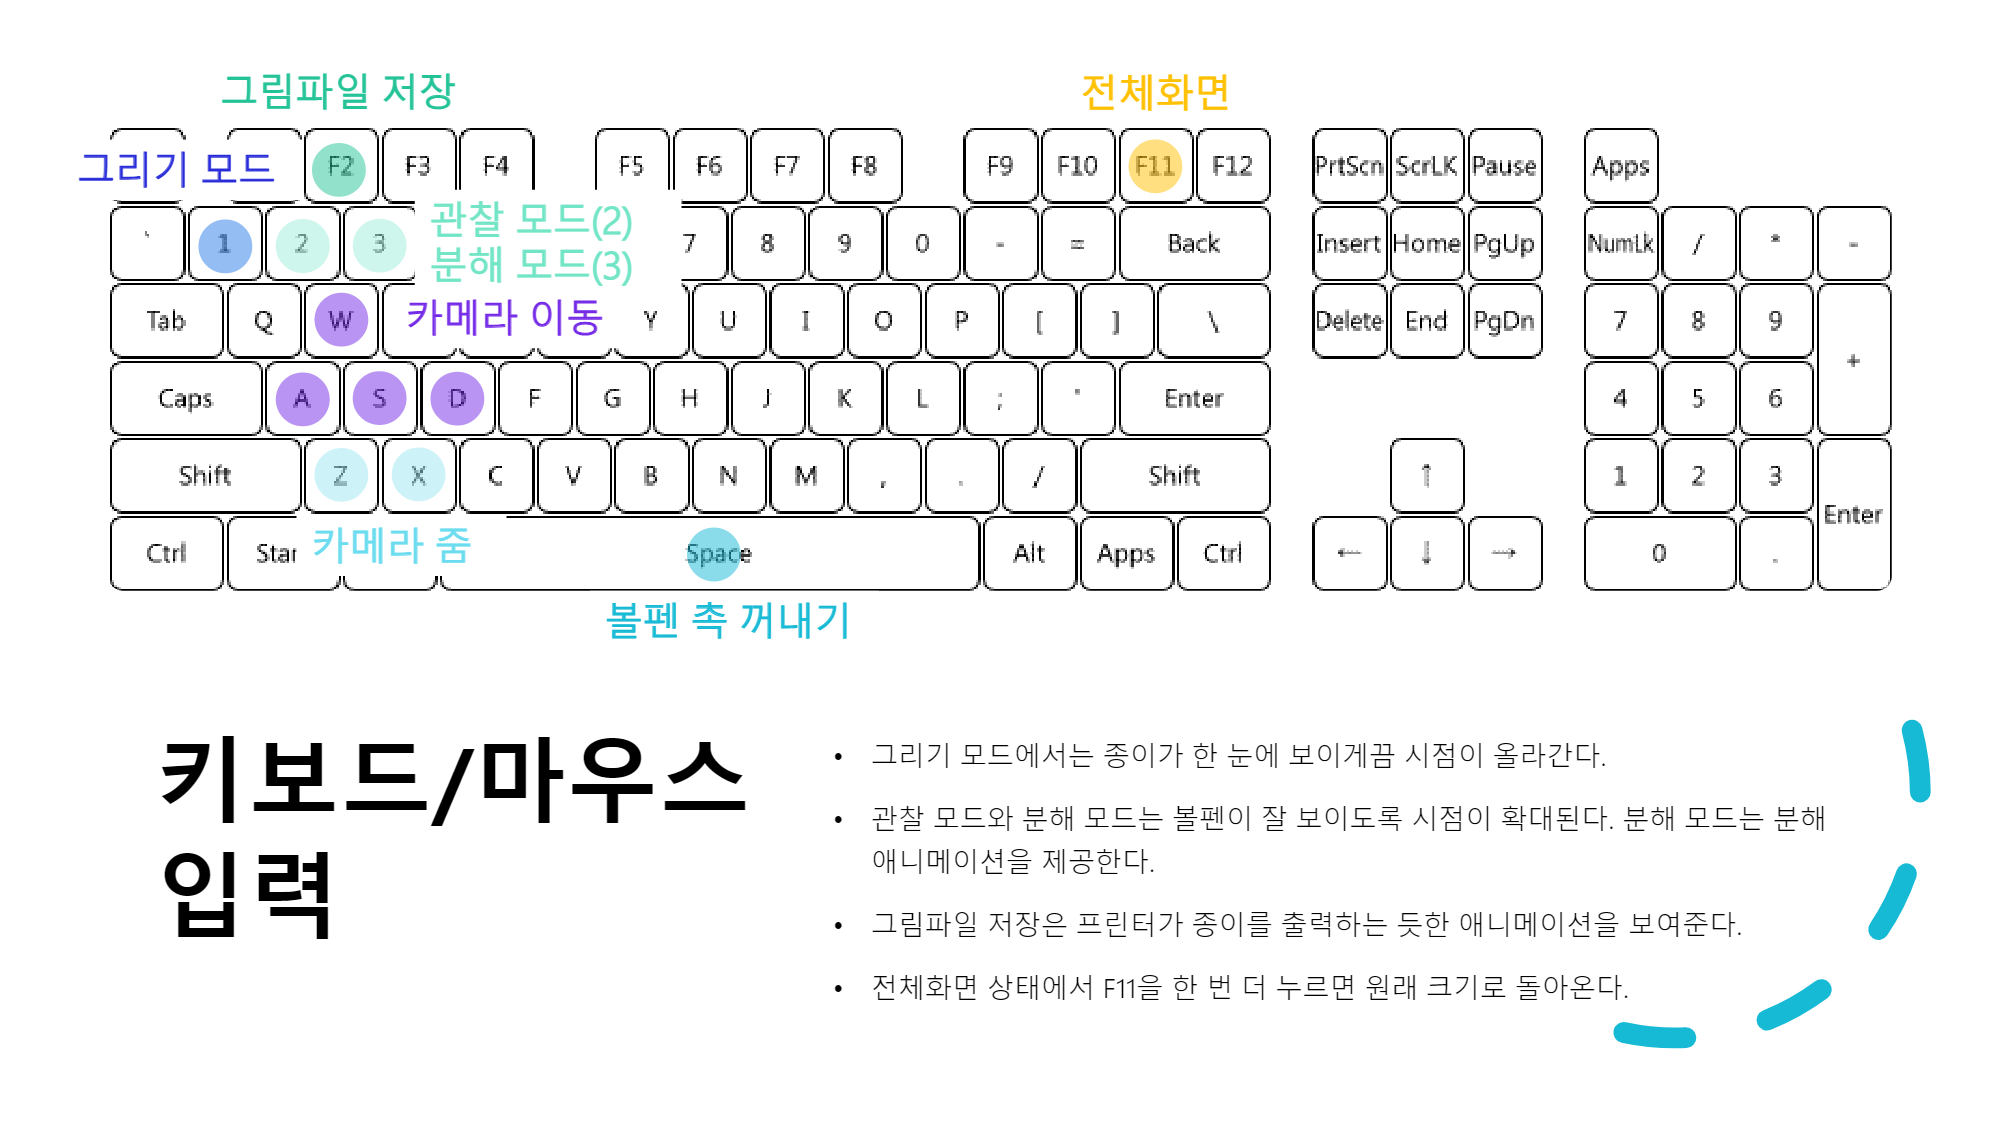 그림파일 저장 전체화면
그리기 모드 F2 F3 F4 F5 F6 F7 F8 F9 F10 F11 F12 PrtScn ScrLK Pause Apps
` 1 2 3 관찰 모드(2) 7 8 9 0 - = Back Insert Home PgUp NumLk / * -
분해 모드(3)
Tab Q W 카메라 이동 Y U I O P [ ] \ Delete End PgDn 7 8 9 +
Caps A S D F G H J K L ; ' Enter 4 5 6
Shift Z X C V B N M , . / Shift ↑ 1 2 3 Enter
Ctrl Star 카메라 줌 Space Alt Apps Ctrl ← ↓ → 0 .
볼펜 촉 꺼내기
키보드/마우스
입력
• 그리기 모드에서는 종이가 한 눈에 보이게끔 시점이 올라간다.
• 관찰 모드와 분해 모드는 볼펜이 잘 보이도록 시점이 확대된다. 분해 모드는 분해
애니메이션을 제공한다.
• 그림파일 저장은 프린터가 종이를 출력하는 듯한 애니메이션을 보여준다.
• 전체화면 상태에서 F11을 한 번 더 누르면 원래 크기로 돌아온다.